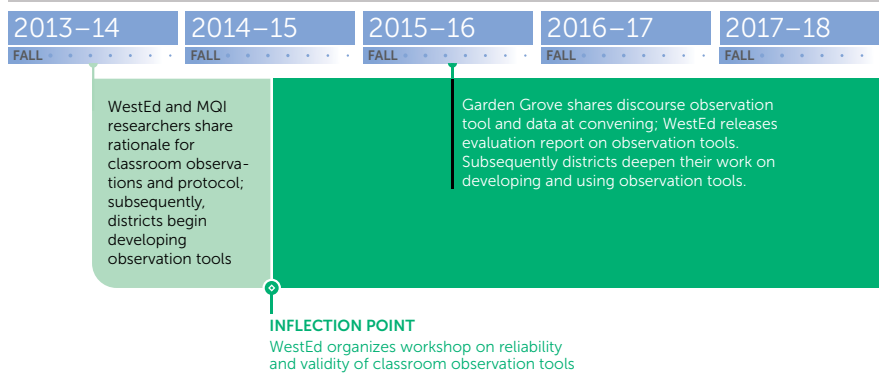 2013–14 2014–15 2015–16 2016–17 2017–18
FALL FALL FALL FALL FALL
WestEd and MQI
researchers share
rationale for
classroom observa-
tions and protocol;
subsequently,
districts begin
developing
observation tools
Garden Grove shares discourse observation
tool and data at convening; WestEd releases
evaluation report on observation tools.
Subsequently districts deepen their work on
developing and using observation tools.
INFLECTION POINT
WestEd organizes workshop on reliability
and validity of classroom observation tools